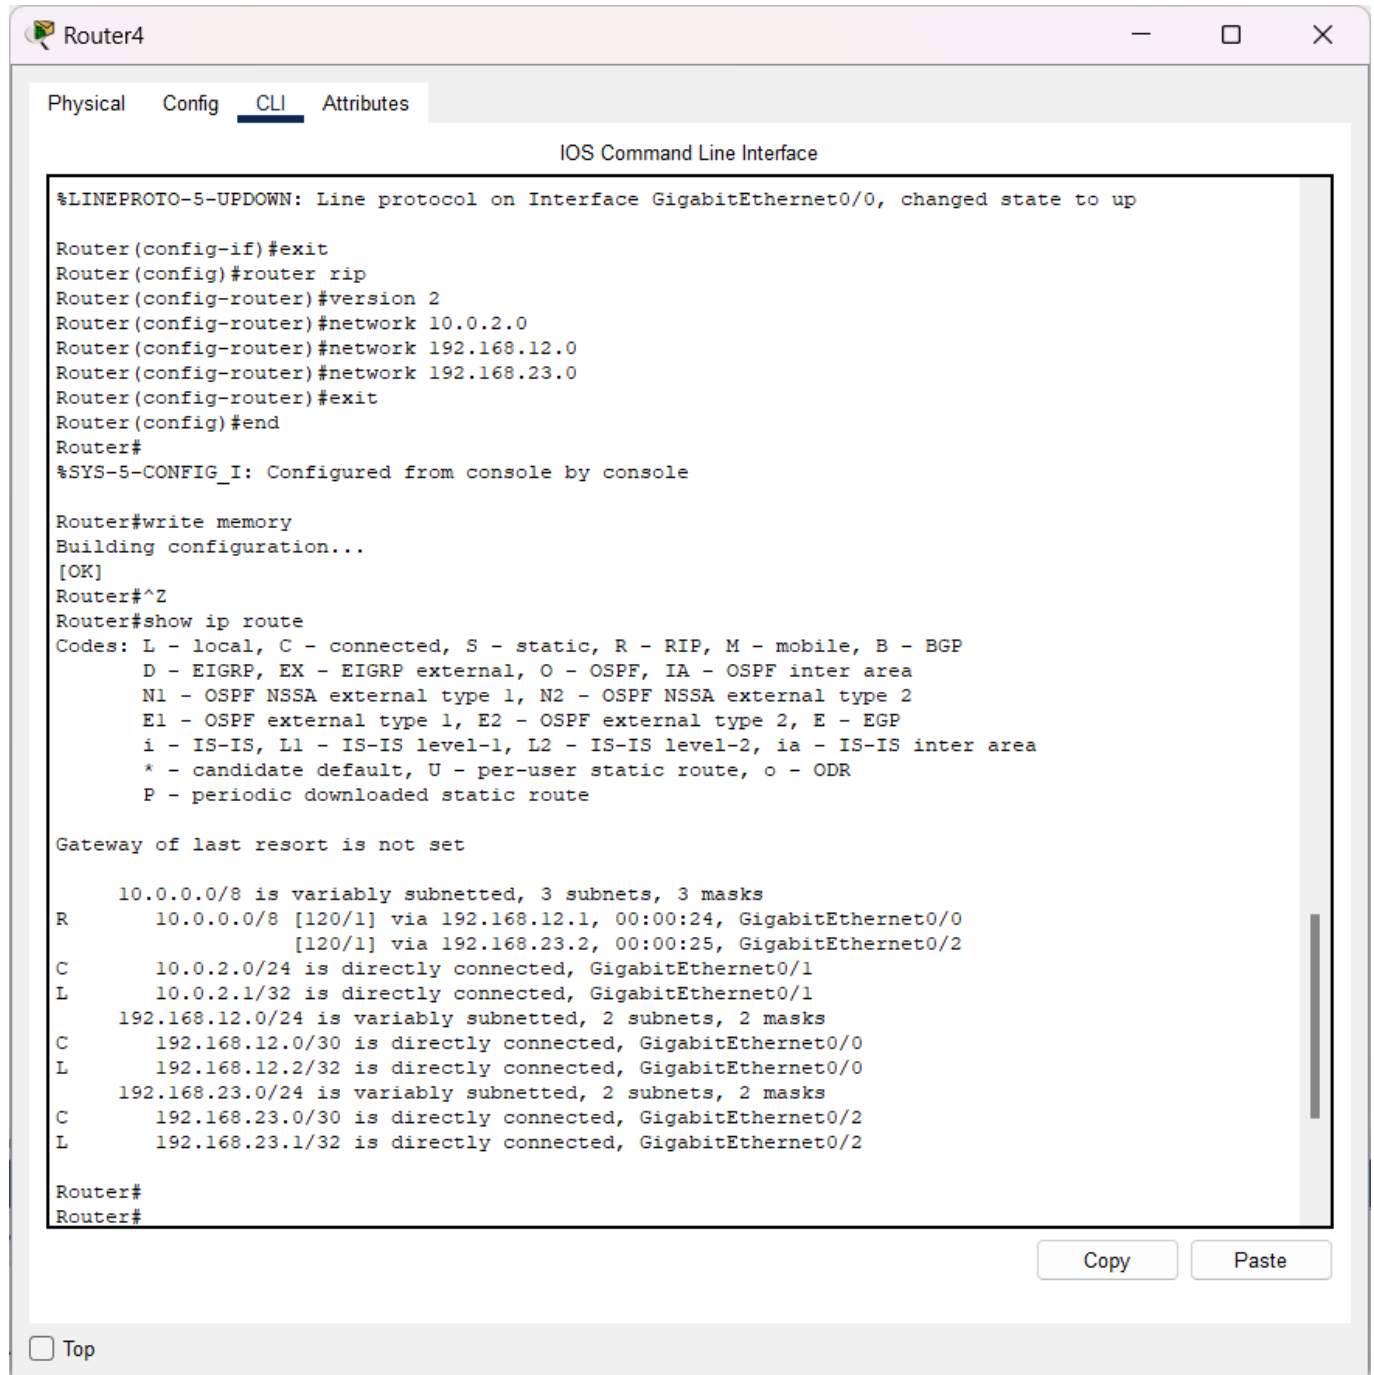 Router4
Physical Config CLI Attributes
IOS Command Line Interface
%LINEPROTO-5-UPDOWN: Line protocol on Interface GigabitEthernet0/0, changed state to up
Router(config-if)#exit
Router(config)#router rip
Router(config-router)#version 2
Router(config-router)#network 10.0.2.0
Router(config-router)#network 192.168.12.0
Router(config-router)#network 192.168.23.0
Router(config-router)#exit
Router(config)#end
Router#
%SYS-5-CONFIG_I: Configured from console by console
Router#write memory
Building configuration...
[OK]
Router#^Z
Router#show ip route
Codes: L - local, C - connected, S - static, R - RIP, M - mobile, B - BGP
D - EIGRP, EX - EIGRP external, O - OSPF, IA - OSPF inter area
N1 - OSPF NSSA external type 1, N2 - OSPF NSSA external type 2
E1 - OSPF external type 1, E2 - OSPF external type 2, E - EGP
i - IS-IS, L1 - IS-IS level-1, L2 - IS-IS level-2, ia - IS-IS inter area
* - candidate default, U - per-user static route, o - ODR
P - periodic downloaded static route
Gateway of last resort is not set
10.0.0.0/8 is variably subnetted, 3 subnets, 3 masks
R 10.0.0.0/8 [120/1] via 192.168.12.1, 00:00:24, GigabitEthernet0/0
[120/1] via 192.168.23.2, 00:00:25, GigabitEthernet0/2
C 10.0.2.0/24 is directly connected, GigabitEthernet0/1
L 10.0.2.1/32 is directly connected, GigabitEthernet0/1
192.168.12.0/24 is variably subnetted, 2 subnets, 2 masks
C 192.168.12.0/30 is directly connected, GigabitEthernet0/0
L 192.168.12.2/32 is directly connected, GigabitEthernet0/0
192.168.23.0/24 is variably subnetted, 2 subnets, 2 masks
C 192.168.23.0/30 is directly connected, GigabitEthernet0/2
L 192.168.23.1/32 is directly connected, GigabitEthernet0/2
Router#
Router#
Copy Paste
Top